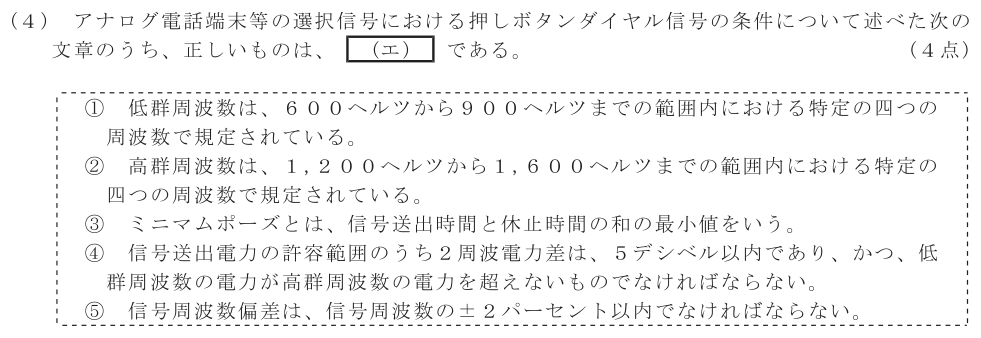 (4) アナログ電話端末等の選択信号における押しボタンダイヤル信号の条件について述べた次の
文章のうち、正しいものは、 (エ) である。 (4点)
① 低群周波数は、600ヘルツから900ヘルツまでの範囲内における特定の四つの
周波数で規定されている。
② 高群周波数は、1,200ヘルツから1,600ヘルツまでの範囲内における特定の
四つの周波数で規定されている。
③ ミニマムポーズとは、信号送出時間と休止時間の和の最小値をいう。
④ 信号送出電力の許容範囲のうち2周波電力差は、5デシベル以内であり、かつ、低
群周波数の電力が高群周波数の電力を超えないものでなければならない。
⑤ 信号周波数偏差は、信号周波数の±2パーセント以内でなければならない。